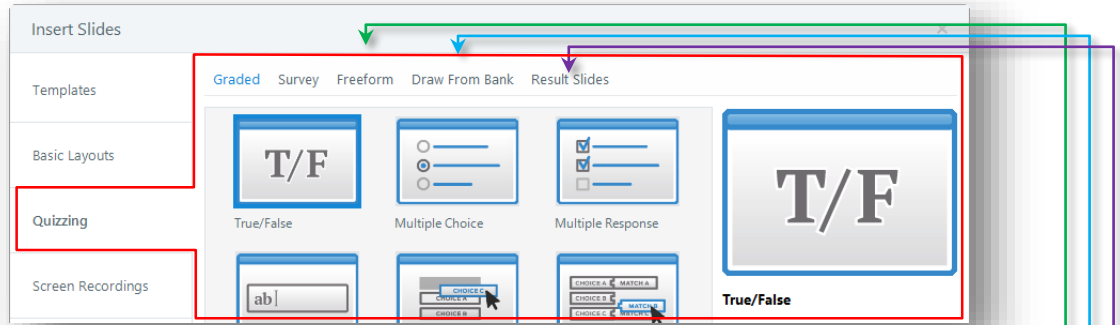 Insert Slides
Templates
Basic Layouts
Quizzing
Screen Recordings
Graded Survey Freeform Draw From Bank Result Slides
T/F
True/False
Multiple Choice
Multiple Response
ab
CHOICE C
CHOICE A
CHOICE B
CHOICE A MATCH A
CHOICE B MATCH B
CHOICE C MATCH C
T/F
True/False